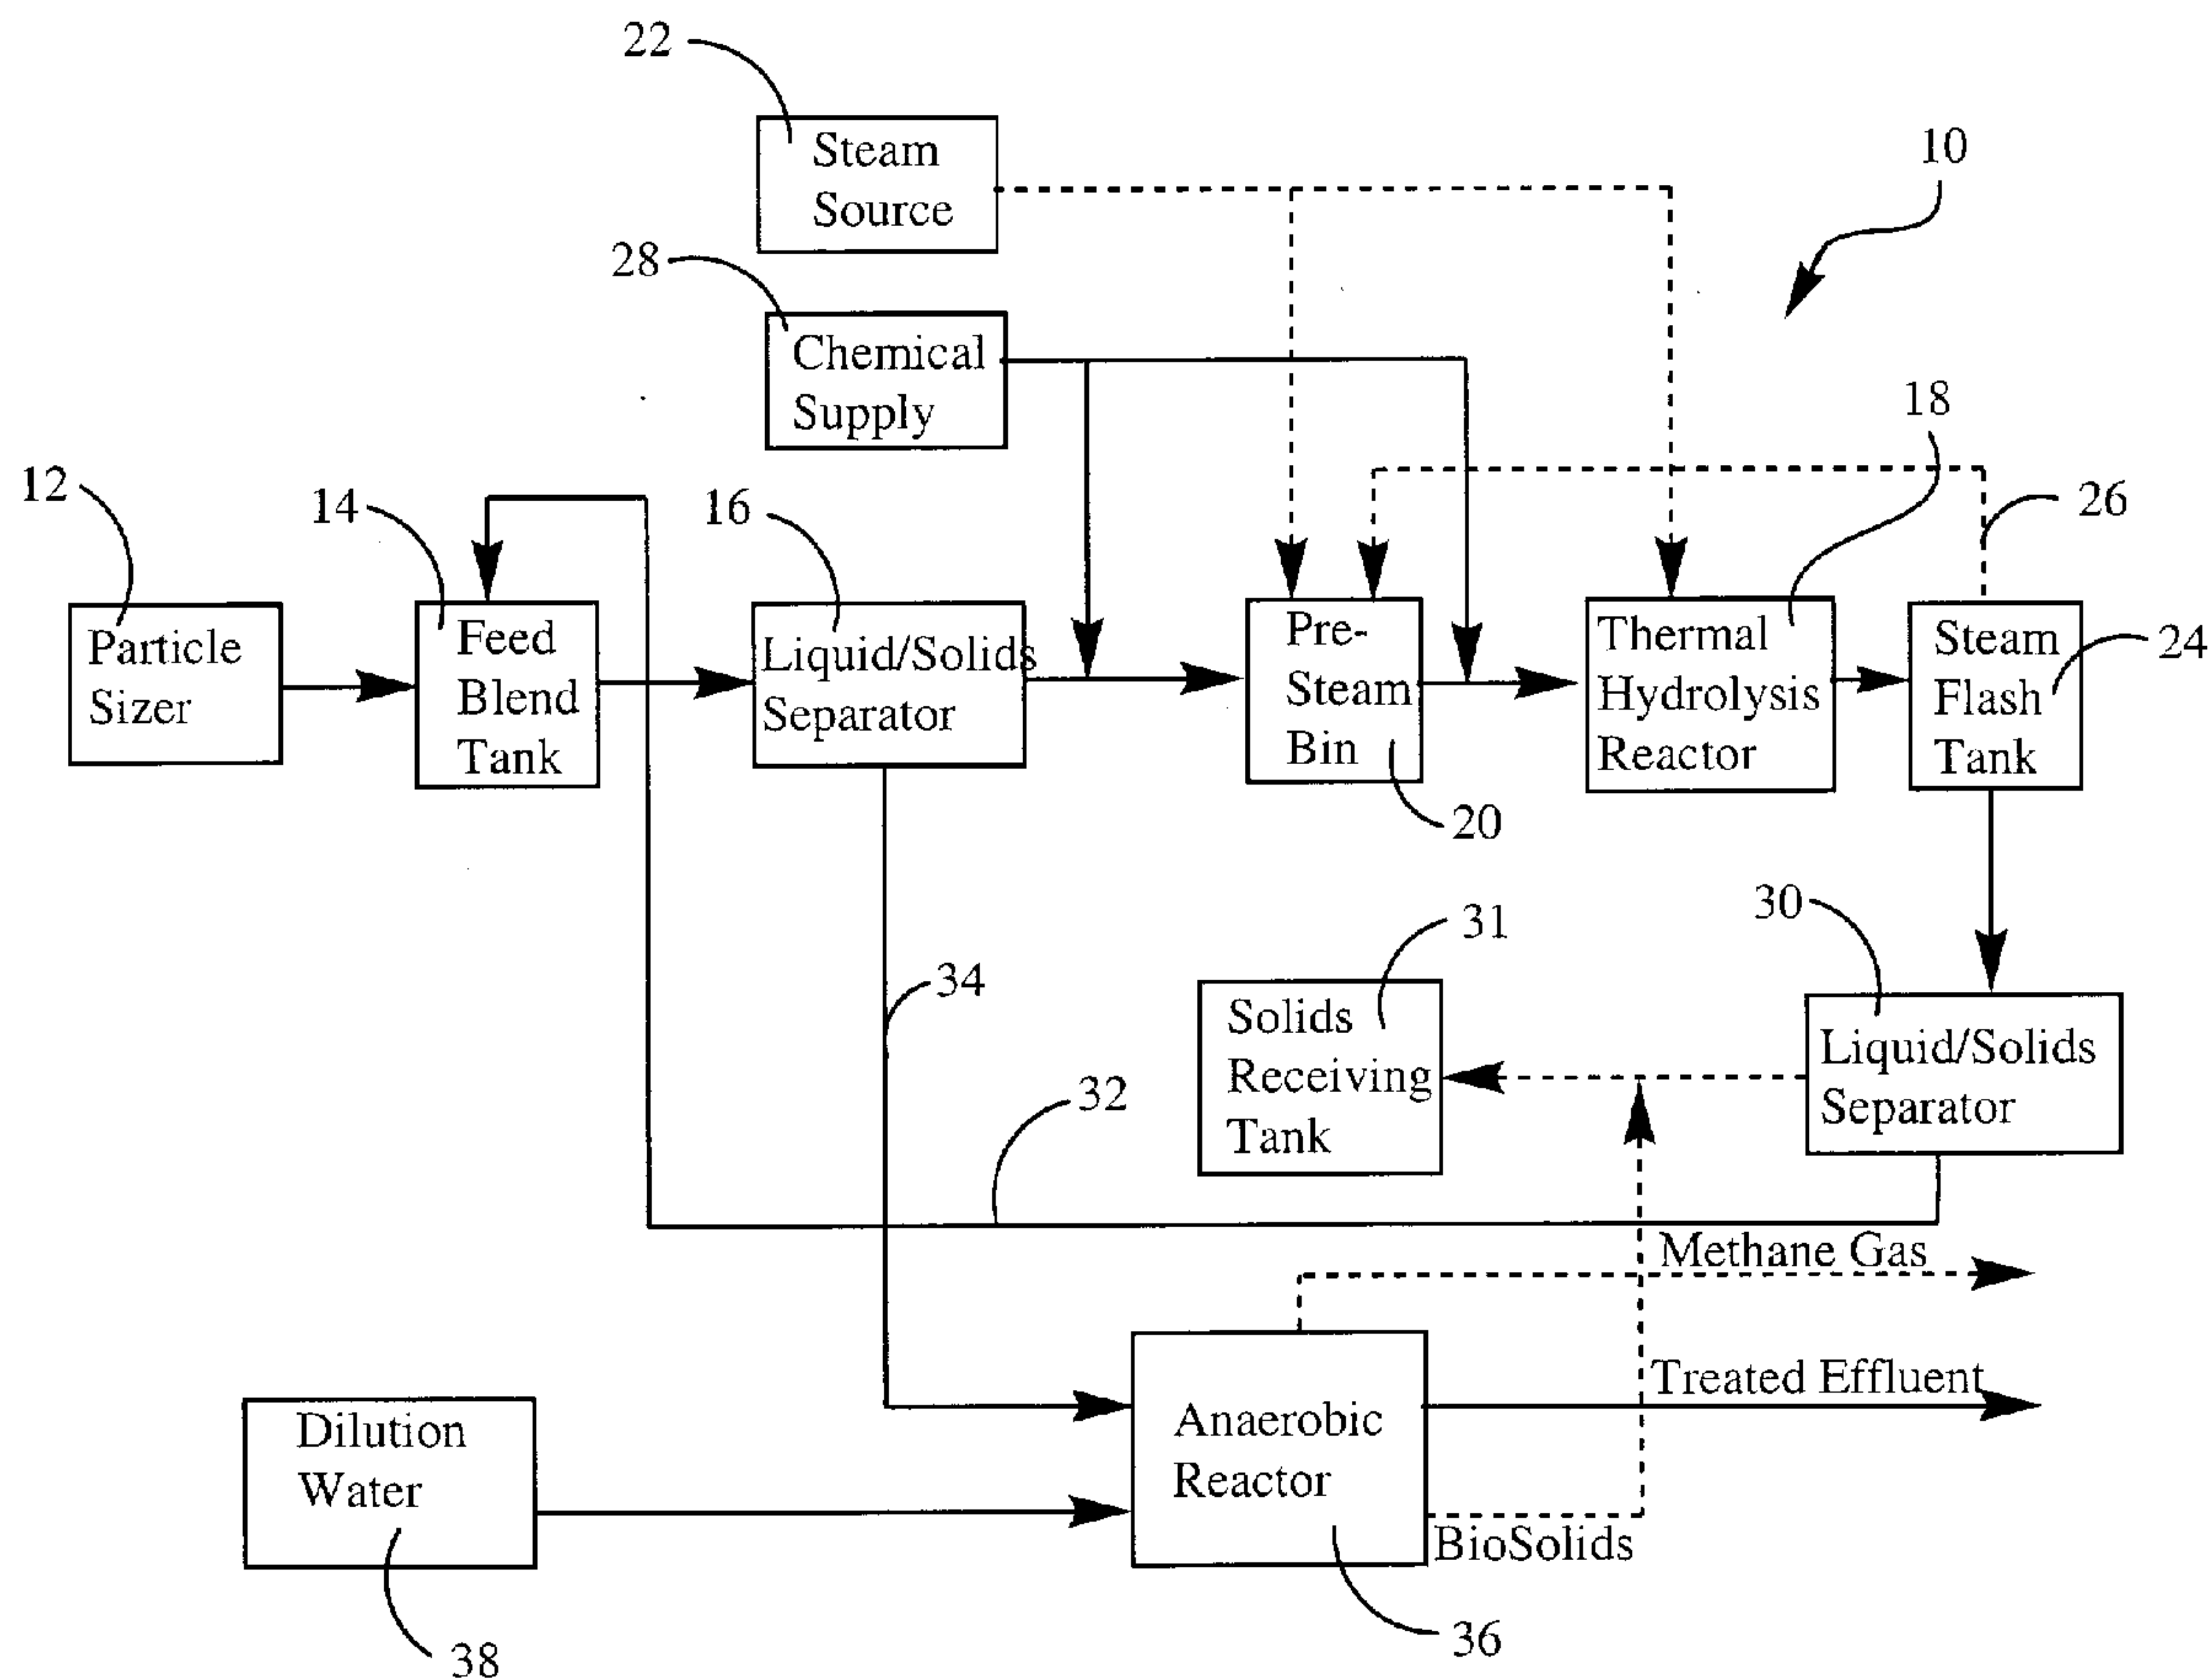 22
Steam
Source
10
28
Chemical
Supply
18
12
14
16
26
Particle
Sizer
Feed
Blend
Tank
Liquid/Solids
Separator
Pre-
Steam
Bin
Thermal
Hydrolysis
Reactor
Steam
Flash
Tank
24
20
30
31
34
Solids
Receiving
Tank
Liquid/Solids
Separator
32
Methane Gas
Treated Effluent
Dilution
Water
Anaerobic
Reactor
BioSolids
36
38